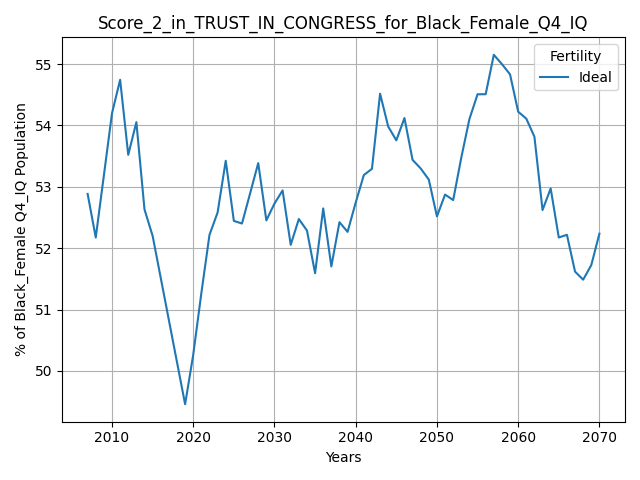 Score_2_in_TRUST_IN_CONGRESS_for_Black_Female_Q4_IQ
Fertility
Ideal
55
54
53
52
51
50
% of Black_Female Q4_IQ Population
2010 2020 2030 2040 2050 2060 2070
Years